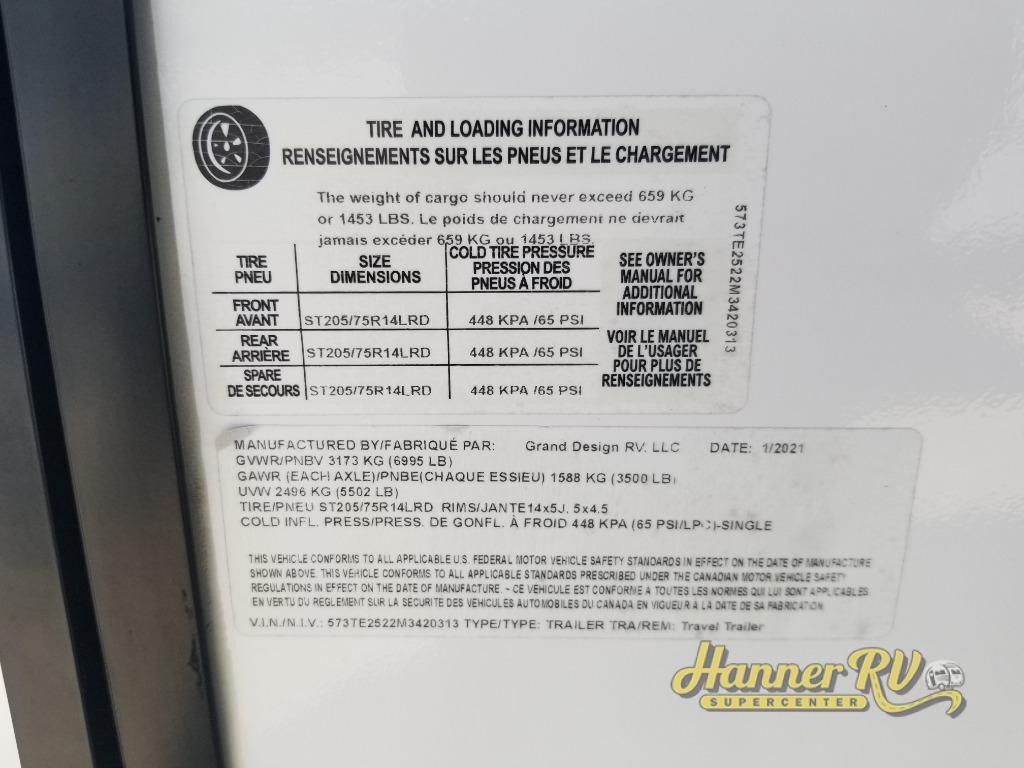 TIRE AND LOADING INFORMATION
RENSEIGNEMENTS SUR LES PNEUS ET LE CHARGEMENT
The weight of cargo should never exceed 659 KG
or 1453 LBS. Le poids de chargement ne devrait
jamais excéder 659 KG ou 1453 LBS.
TIRE PNEU
SIZE DIMENSIONS
COLD TIRE PRESSURE PRESSION DES PNEUS À FROID
FRONT AVANT ST205/75R14LRD 448 KPA /65 PSI
REAR ARRIÈRE ST205/75R14LRD 448 KPA /65 PSI
SPARE DE SECOURS ST205/75R14LRD 448 KPA /65 PSI
SEE OWNER'S
MANUAL FOR
ADDITIONAL
INFORMATION
VOIR LE MANUEL
DE L'USAGER
POUR PLUS DE
RENSEIGNEMENTS
573TE2522M3420313
MANUFACTURED BY/FABRIQUÉ PAR: Grand Design RV, LLC DATE: 1/2021
GVWR/PNBV 3173 KG (6995 LB)
GAWR (EACH AXLE)/PNBE(CHAQUE ESSIEU) 1588 KG (3500 LB)
UVW 2496 KG (5502 LB)
TIRE/PNEU ST205/75R14LRD RIMS/JANTE14x5J, 5x4.5
COLD INFL. PRESS/PRESS. DE GONFL. À FROID 448 KPA (65 PSI/LPC)-SINGLE
THIS VEHICLE CONFORMS TO ALL APPLICABLE U.S. FEDERAL MOTOR VEHICLE SAFETY STANDARDS IN EFFECT ON THE DATE OF MANUFACTURE
SHOWN ABOVE. THIS VEHICLE CONFORMS TO ALL APPLICABLE STANDARDS PRESCRIBED UNDER THE CANADIAN MOTOR VEHICLE SAFETY
REGULATIONS IN EFFECT ON THE DATE OF MANUFACTURE. - CE VEHICULE EST CONFORME A TOUTES LES NORMES QUI LUI SONT APPLICABLES
EN VERTU DU REGLEMENT SUR LA SECURITE DES VEHICULES AUTOMOBILES DU CANADA EN VIGUEUR A LA DATE DE SA FABRICATION.
V.I.N./N.I.V.: 573TE2522M3420313 TYPE/TYPE: TRAILER TRA/REM: Travel Trailer
Hanner RV
SUPERCENTER